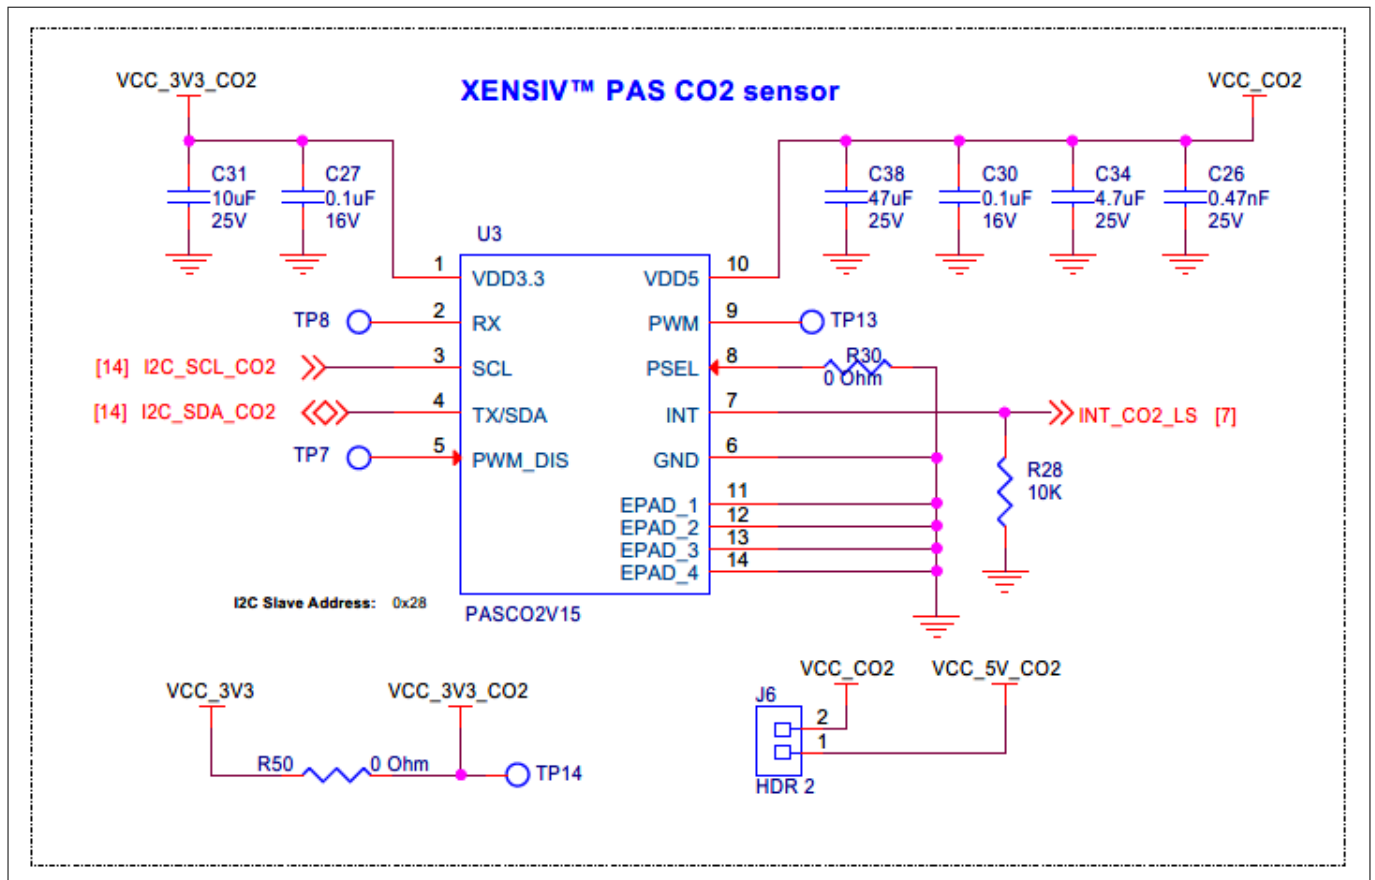 XENSIV™ PAS CO2 sensor
VCC_3V3_CO2
VCC_CO2
C31
10uF
25V
C27
0.1uF
16V
C38
47uF
25V
C30
0.1uF
16V
C34
4.7uF
25V
C26
0.47nF
25V
U3
1
VDD3.3
VDD5
10
TP8
2
RX
PWM
9
TP13
[14] I2C_SCL_CO2
3
SCL
PSEL
8
R30
0 Ohm
[14] I2C_SDA_CO2
4
TX/SDA
INT
7
INT_CO2_LS [7]
TP7
5
PWM_DIS
GND
6
R28
10K
EPAD_1
11
EPAD_2
12
EPAD_3
13
EPAD_4
14
I2C Slave Address: 0x28
PASCO2V15
VCC_3V3
VCC_3V3_CO2
R50
0 Ohm
TP14
VCC_CO2
VCC_5V_CO2
J6
2
1
HDR 2